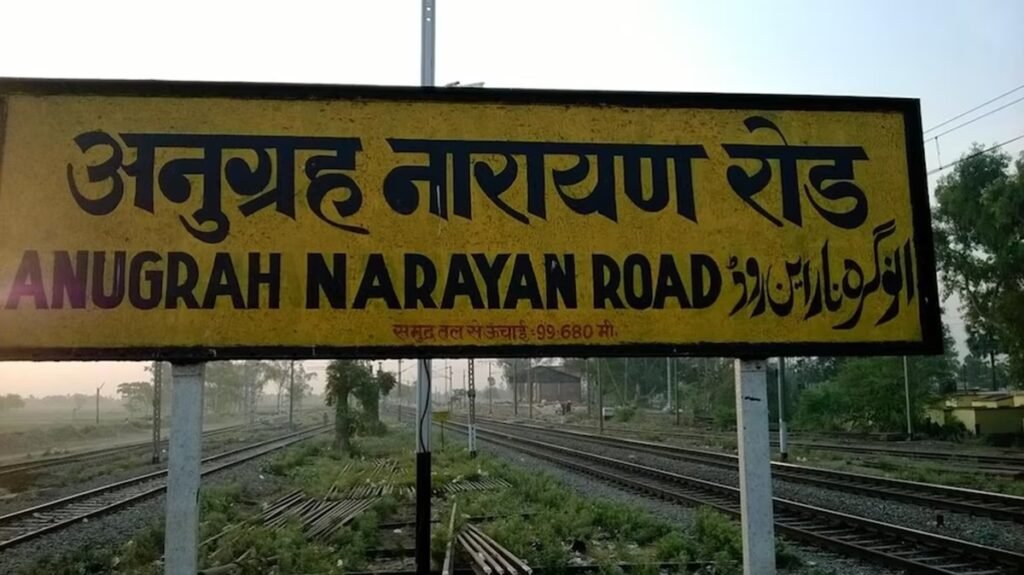 अनुग्रह नारायण रोड
ANUGRAH NARAYAN ROAD انوگرہ نارائن روڈ
समुद्र तल से ऊंचाई :99·680 मी.